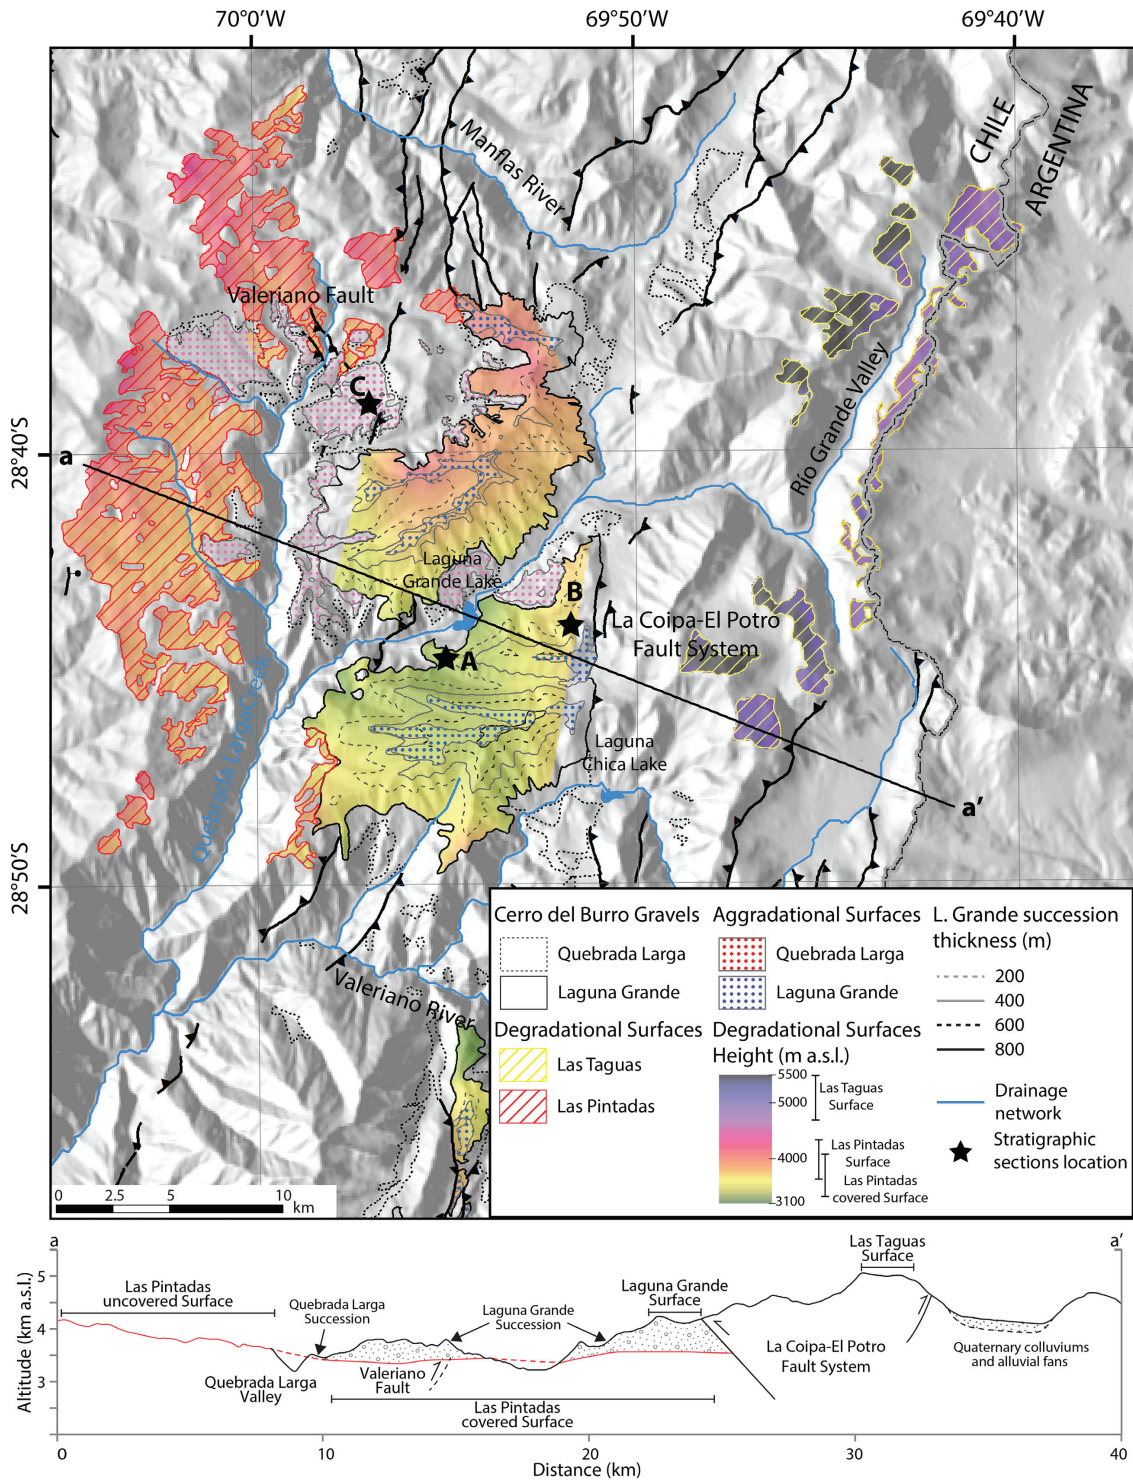 70°0'0"W 69°50'0"W 69°40'0"W
CHILE
ARGENTINA
Manflas River
Valeriano Fault
Río Grande Valley
C
28°40'S
a
Laguna
Grande Lake
B
La Coipa-El Potro
Fault System
A
Quebrada LargaCreek
Laguna
Chica Lake
a'
28°50'S
Valeriano River
0 2.5 5 10
km
Cerro del Burro Gravels
Quebrada Larga
Laguna Grande
Degradational Surfaces
Las Taguas
Las Pintadas
Aggradational Surfaces
Quebrada Larga
Laguna Grande
Degradational Surfaces
Height (m a.s.l.)
5500
5000
4000
3100
Las Taguas
Surface
Las Pintadas
Surface
Las Pintadas
covered Surface
L. Grande succession
thickness (m)
200
400
600
800
Drainage
network
Stratigraphic
sections location
a a'
Altitude (km a.s.l.)
5
4
3
Las Pintadas
uncovered Surface
Quebrada Larga
Succession
Laguna Grande
Succession
Laguna Grande
Surface
Las Taguas
Surface
Quebrada Larga
Valley
Valeriano
Fault
Las Pintadas
covered Surface
La Coipa-El Potro
Fault System
Quaternary colluviums
and alluvial fans
0 10 20 30 40
Distance (km)